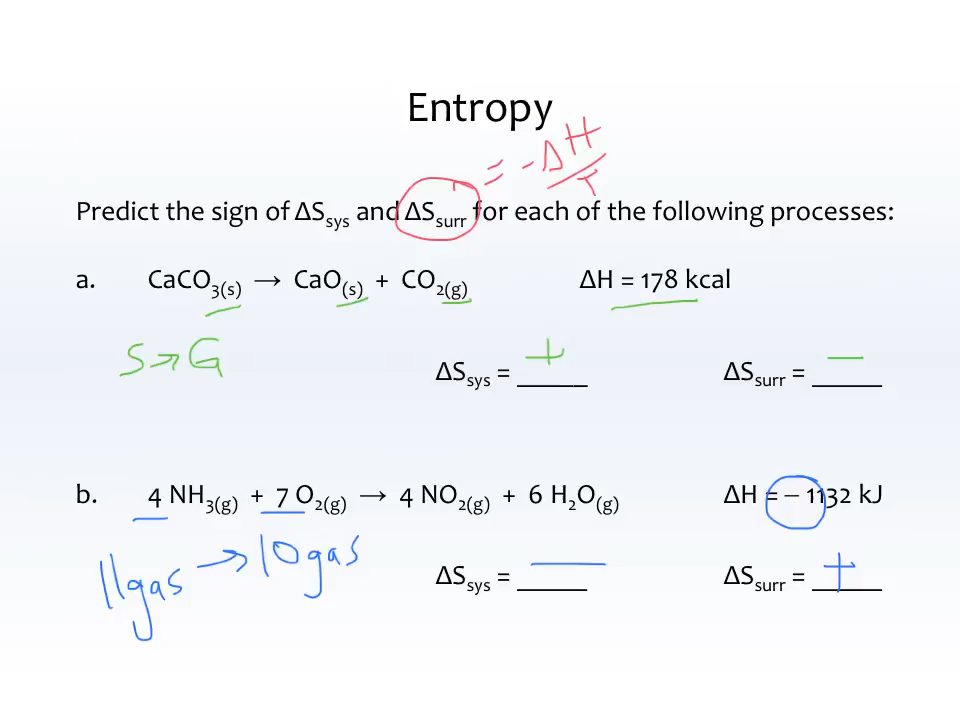 Entropy
= -ΔH/T
Predict the sign of ΔSsys and ΔSsurr for each of the following processes:
a. CaCO3(s) → CaO(s) + CO2(g) ΔH = 178 kcal
S → G
ΔSsys = + ΔSsurr = –
b. 4 NH3(g) + 7 O2(g) → 4 NO2(g) + 6 H2O(g) ΔH = – 1132 kJ
11gas → 10gas
ΔSsys = – ΔSsurr = +